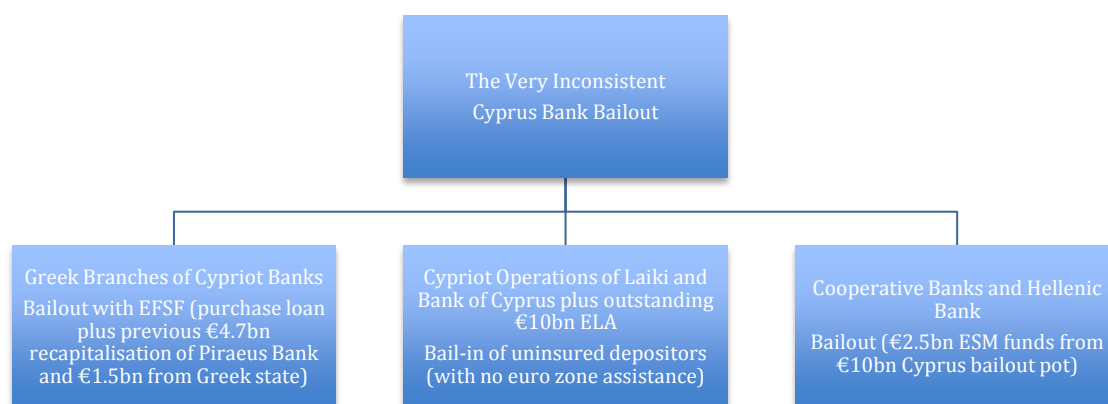 The Very Inconsistent
Cyprus Bank Bailout
Greek Branches of Cypriot Banks
Bailout with EFSF (purchase loan
plus previous €4.7bn
recapitalisation of Piraeus Bank
and €1.5bn from Greek state)
Cypriot Operations of Laiki and
Bank of Cyprus plus outstanding
€10bn ELA
Bail-in of uninsured depositors
(with no euro zone assistance)
Cooperative Banks and Hellenic
Bank
Bailout (€2.5bn ESM funds from
€10bn Cyprus bailout pot)